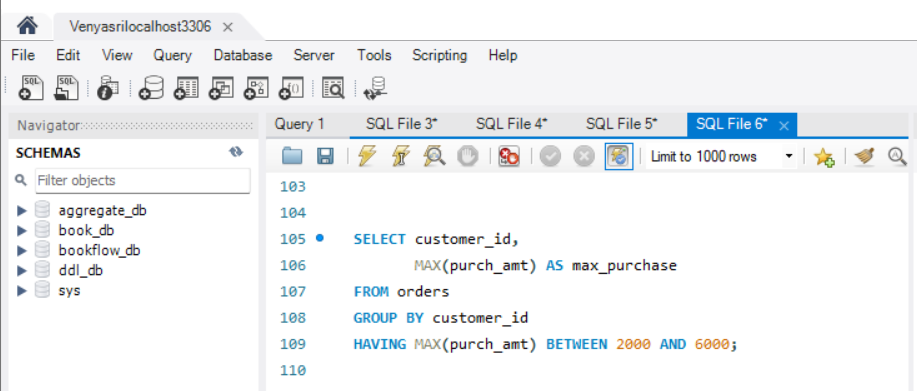 Venyasrilocalhost3306 ×
File Edit View Query Database Server Tools Scripting Help
SQL SQL
Navigator
Query 1 SQL File 3* SQL File 4* SQL File 5* SQL File 6* ×
SCHEMAS
Limit to 1000 rows
Filter objects
aggregate_db
book_db
bookflow_db
ddl_db
sys
103
104
105 SELECT customer_id,
106 MAX(purch_amt) AS max_purchase
107 FROM orders
108 GROUP BY customer_id
109 HAVING MAX(purch_amt) BETWEEN 2000 AND 6000;
110